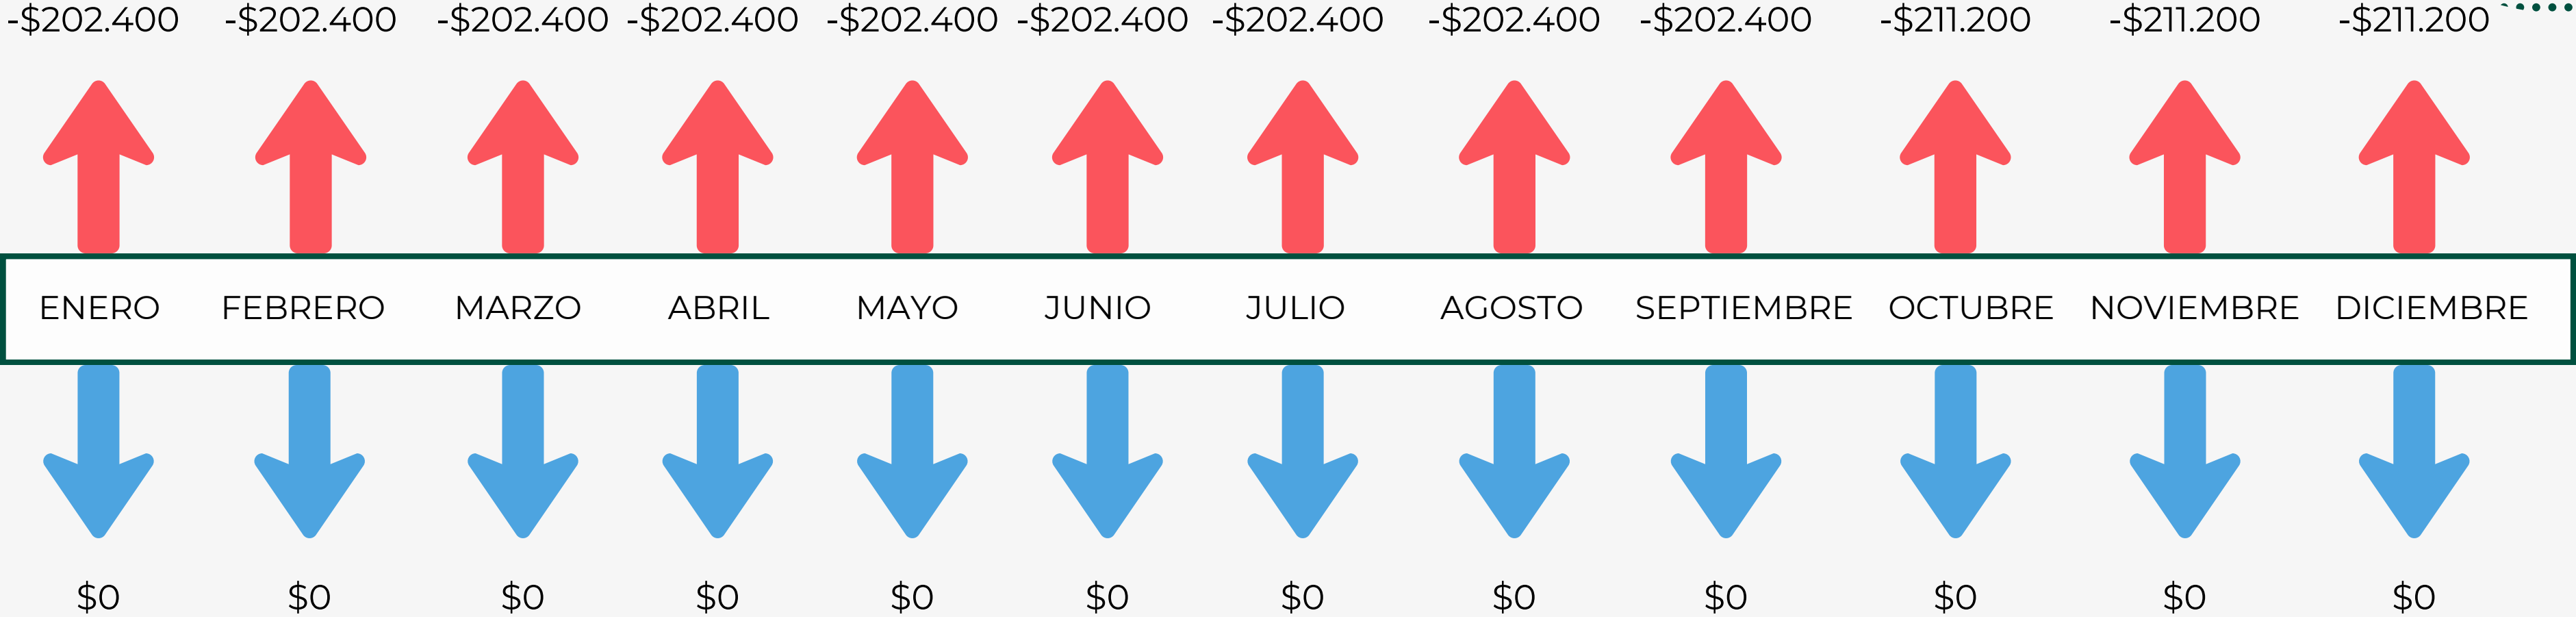 -$202.400 -$202.400 -$202.400 -$202.400 -$202.400 -$202.400 -$202.400 -$202.400 -$202.400 -$211.200 -$211.200 -$211.200
ENERO FEBRERO MARZO ABRIL MAYO JUNIO JULIO AGOSTO SEPTIEMBRE OCTUBRE NOVIEMBRE DICIEMBRE
$0 $0 $0 $0 $0 $0 $0 $0 $0 $0 $0 $0